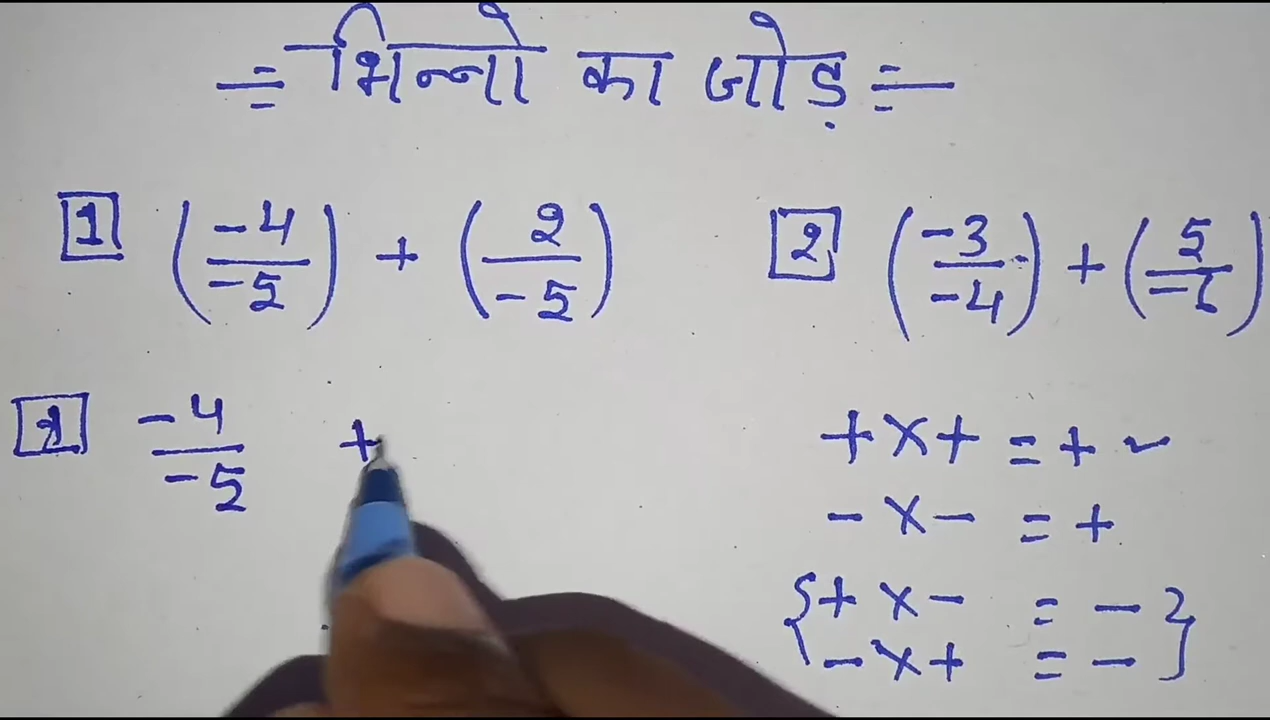 = भिन्नो का जोड़ =
1 (-4/-5) + (2/-5)
2 (-3/-4) + (5/-6)
1 -4/-5 +
+ x + = + ✓
- x - = +
{+ x - = -
- x + = -}